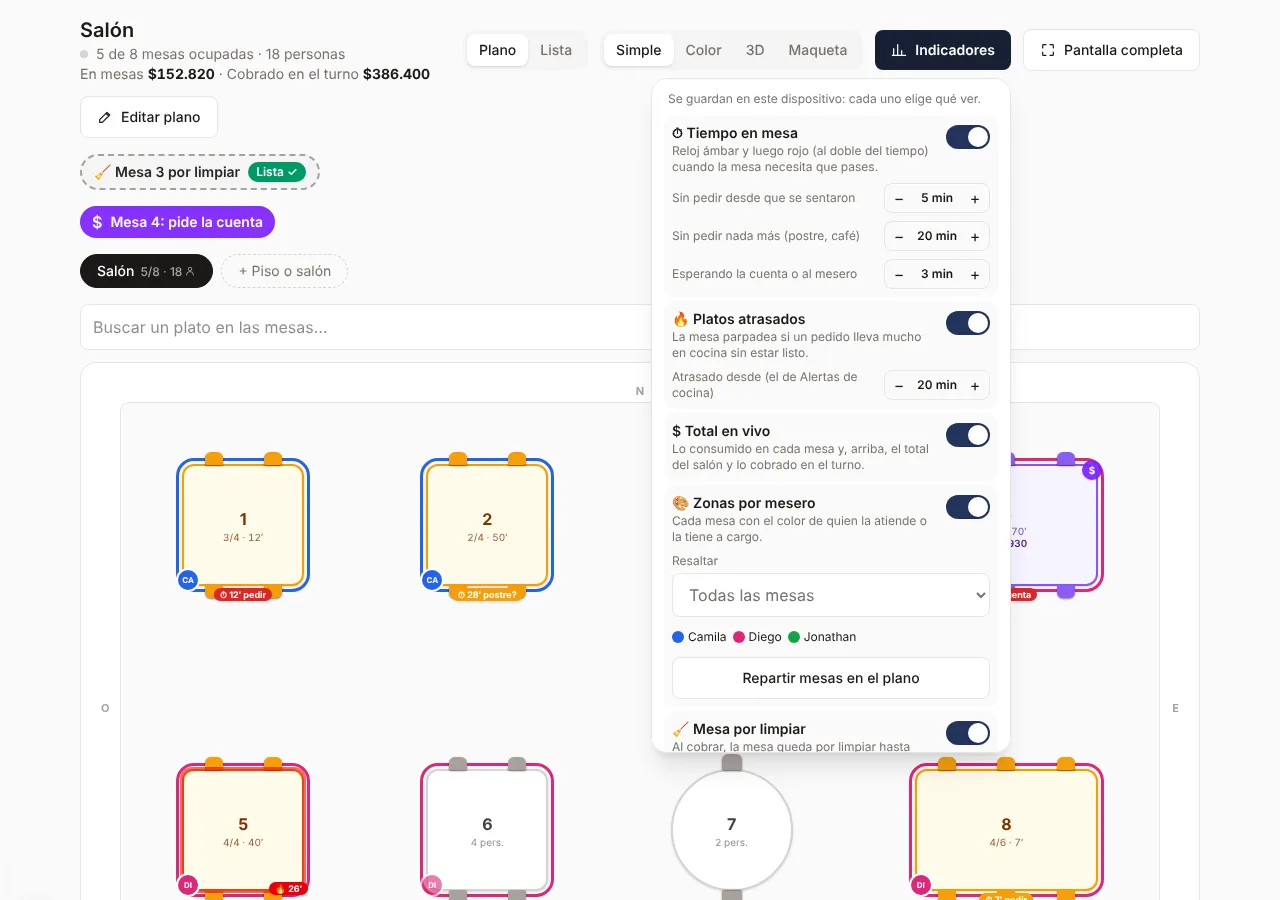 Salón
5 de 8 mesas ocupadas · 18 personas
En mesas $152.820 · Cobrado en el turno $386.400
Plano
Lista
Simple
Color
3D
Maqueta
Indicadores
Pantalla completa
Editar plano
🧹 Mesa 3 por limpiar
Lista ✓
$ Mesa 4: pide la cuenta
Salón 5/8 · 18
+ Piso o salón
Buscar un plato en las mesas...
Se guardan en este dispositivo: cada uno elige qué ver.
⏱ Tiempo en mesa
Reloj ámbar y luego rojo (al doble del tiempo)
cuando la mesa necesita que pases.
Sin pedir desde que se sentaron
– 5 min +
Sin pedir nada más (postre, café)
– 20 min +
Esperando la cuenta o al mesero
– 3 min +
🔥 Platos atrasados
La mesa parpadea si un pedido lleva mucho
en cocina sin estar listo.
Atrasado desde (el de Alertas de
cocina)
– 20 min +
$ Total en vivo
Lo consumido en cada mesa y, arriba, el total
del salón y lo cobrado en el turno.
🎨 Zonas por mesero
Cada mesa con el color de quien la atiende o
la tiene a cargo.
Resaltar
Todas las mesas
Camila
Diego
Jonathan
Repartir mesas en el plano
🧹 Mesa por limpiar
Al cobrar, la mesa queda por limpiar hasta
N
O
E
1
3/4 · 12'
CA
⏱ 12' pedir
2
2/4 · 50'
CA
⏱ 28' postre?
$
70'
930
enta
5
4/4 · 40'
DI
🔥 26'
6
4 pers.
DI
7
2 pers.
8
4/6 · 7'
DI
⏱ 7' pedir